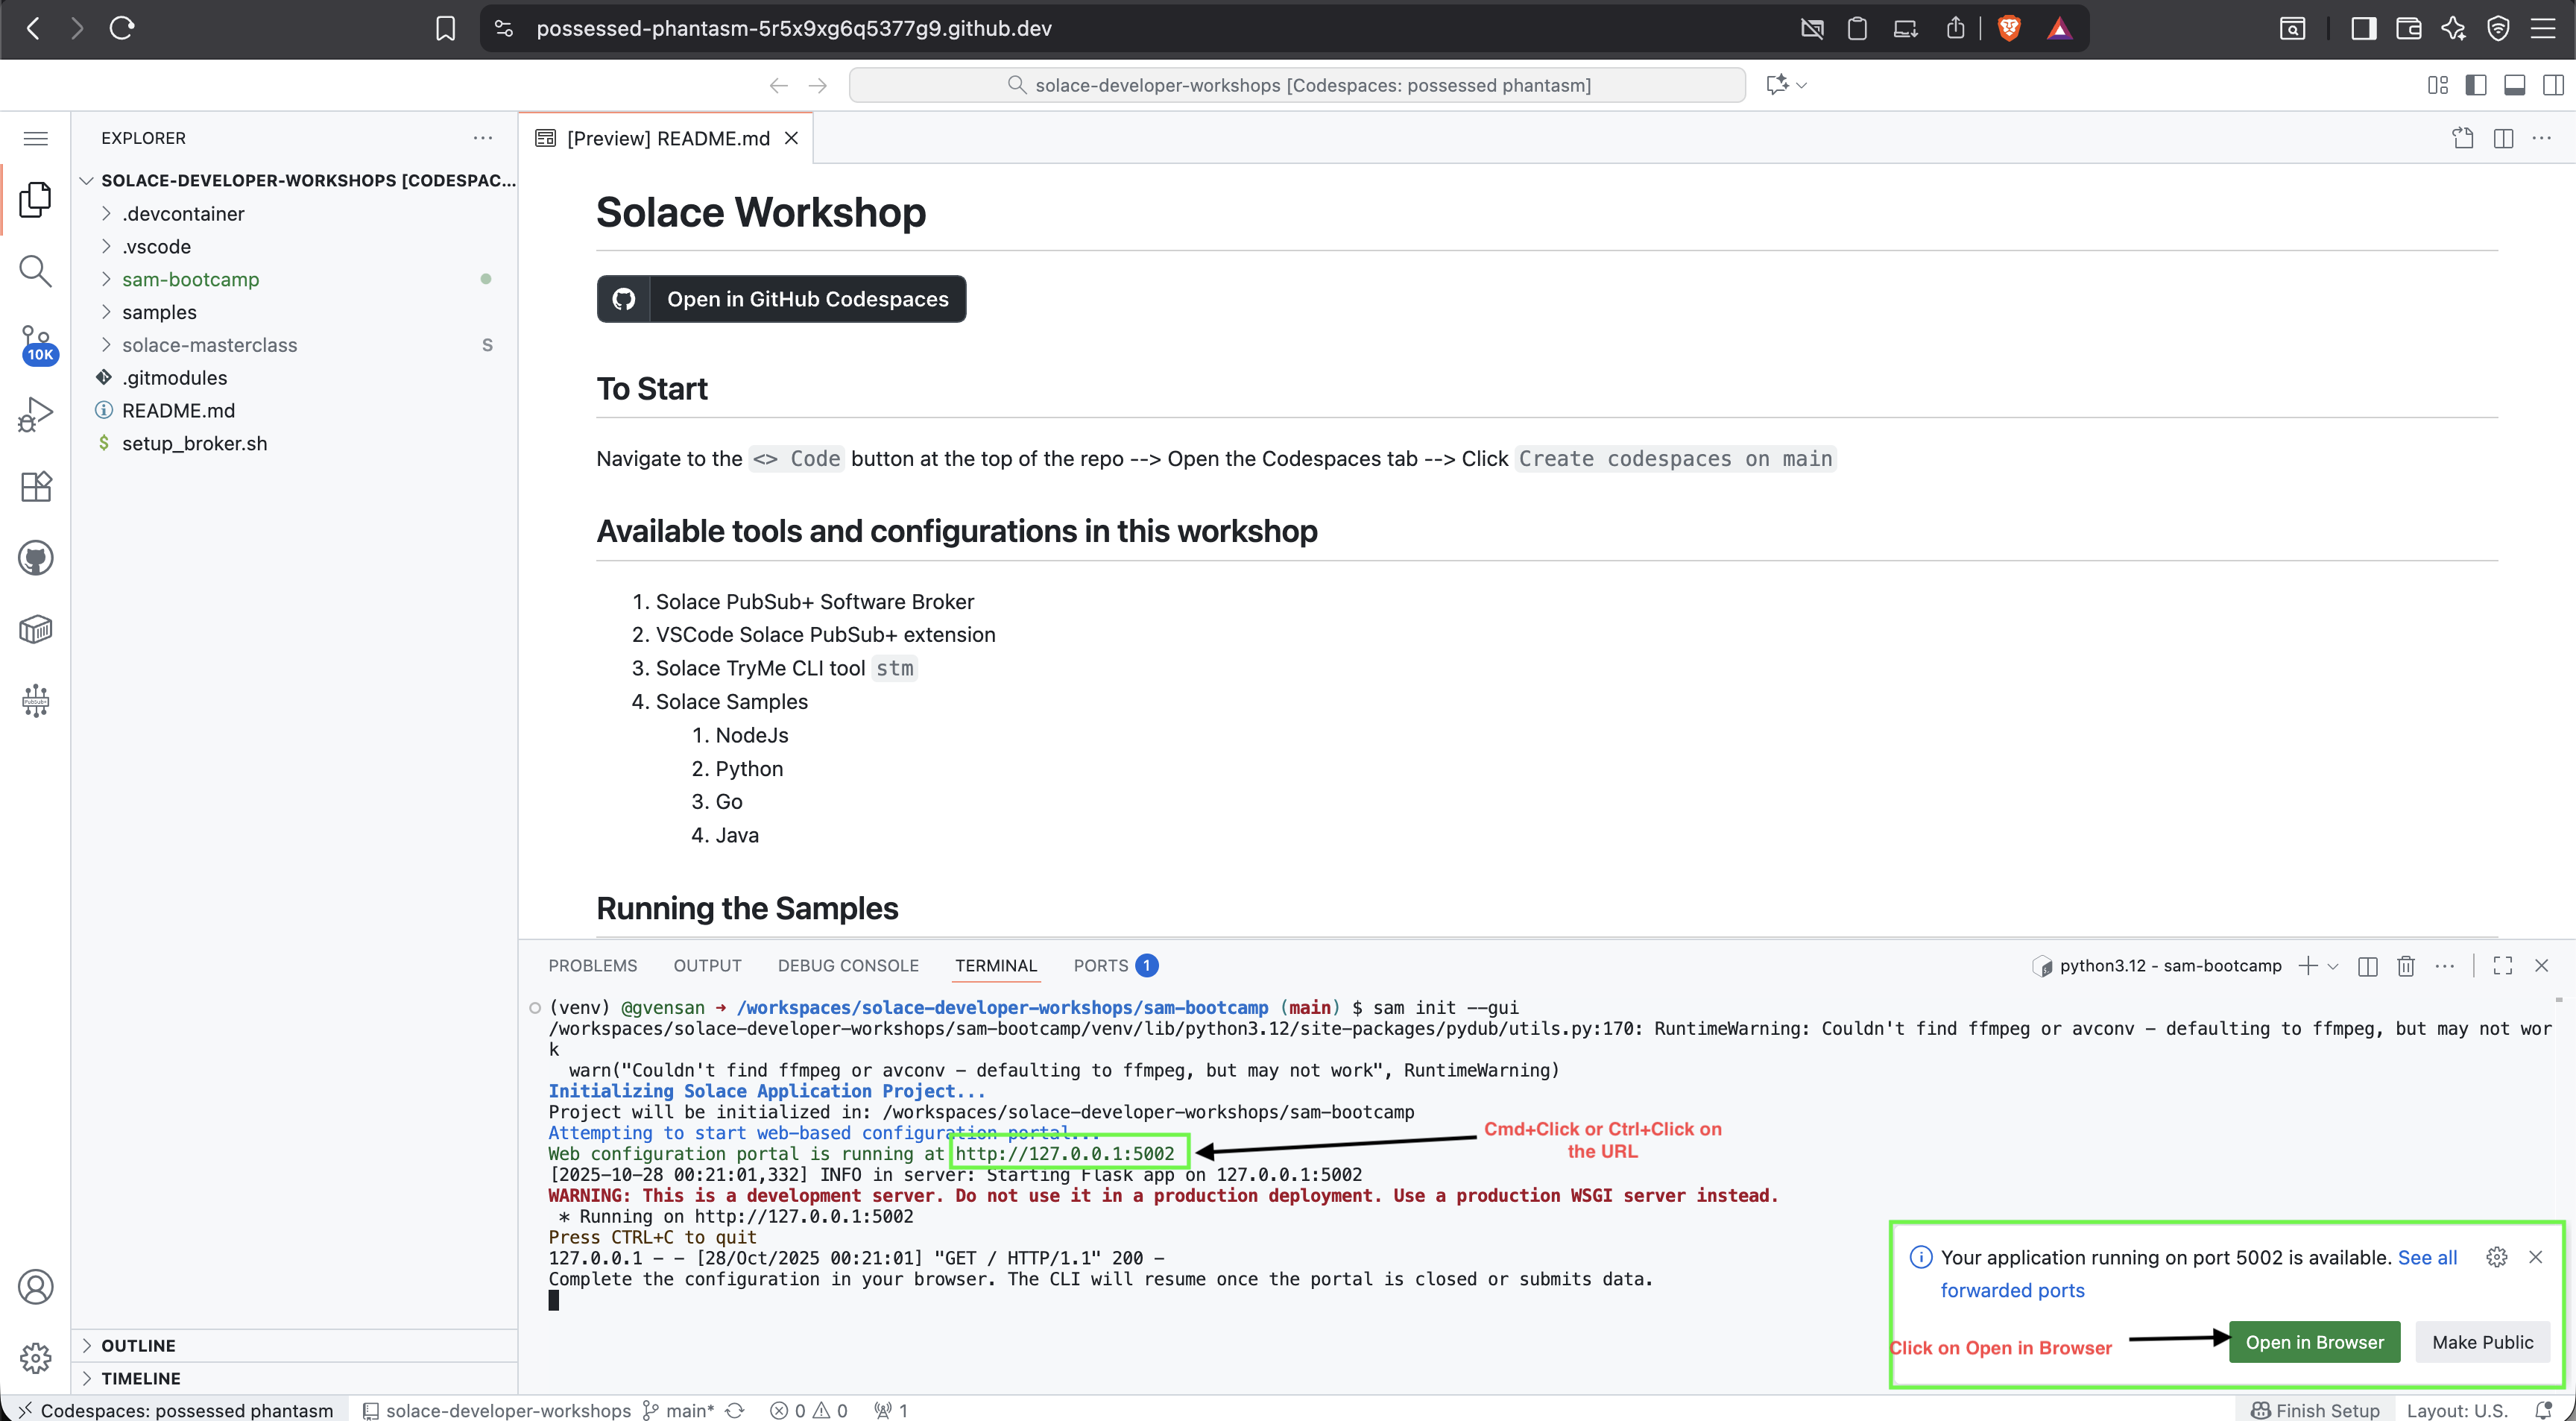 possessed-phantasm-5r5x9xg6q5377g9.github.dev
solace-developer-workshops [Codespaces: possessed phantasm]
EXPLORER
SOLACE-DEVELOPER-WORKSHOPS [CODESPAC...
.devcontainer
.vscode
sam-bootcamp
samples
solace-masterclass S
.gitmodules
README.md
$ setup_broker.sh
10K
OUTLINE
TIMELINE
[Preview] README.md
Solace Workshop
Open in GitHub Codespaces
To Start
Navigate to the <> Code button at the top of the repo --> Open the Codespaces tab --> Click Create codespaces on main
Available tools and configurations in this workshop
1. Solace PubSub+ Software Broker
2. VSCode Solace PubSub+ extension
3. Solace TryMe CLI tool stm
4. Solace Samples
1. NodeJs
2. Python
3. Go
4. Java
Running the Samples
PROBLEMS OUTPUT DEBUG CONSOLE TERMINAL PORTS 1
python3.12 - sam-bootcamp
(venv) @gvensan → /workspaces/solace-developer-workshops/sam-bootcamp (main) $ sam init --gui
/workspaces/solace-developer-workshops/sam-bootcamp/venv/lib/python3.12/site-packages/pydub/utils.py:170: RuntimeWarning: Couldn't find ffmpeg or avconv - defaulting to ffmpeg, but may not wor
k
warn("Couldn't find ffmpeg or avconv - defaulting to ffmpeg, but may not work", RuntimeWarning)
Initializing Solace Application Project...
Project will be initialized in: /workspaces/solace-developer-workshops/sam-bootcamp
Attempting to start web-based configuration portal...
Web configuration portal is running at http://127.0.0.1:5002
[2025-10-28 00:21:01,332] INFO in server: Starting Flask app on 127.0.0.1:5002
WARNING: This is a development server. Do not use it in a production deployment. Use a production WSGI server instead.
* Running on http://127.0.0.1:5002
Press CTRL+C to quit
127.0.0.1 - - [28/Oct/2025 00:21:01] "GET / HTTP/1.1" 200 -
Complete the configuration in your browser. The CLI will resume once the portal is closed or submits data.
Cmd+Click or Ctrl+Click on
the URL
Your application running on port 5002 is available. See all
forwarded ports
Click on Open in Browser
Open in Browser
Make Public
Codespaces: possessed phantasm solace-developer-workshops main* 0 0 1
Finish Setup Layout: U.S.